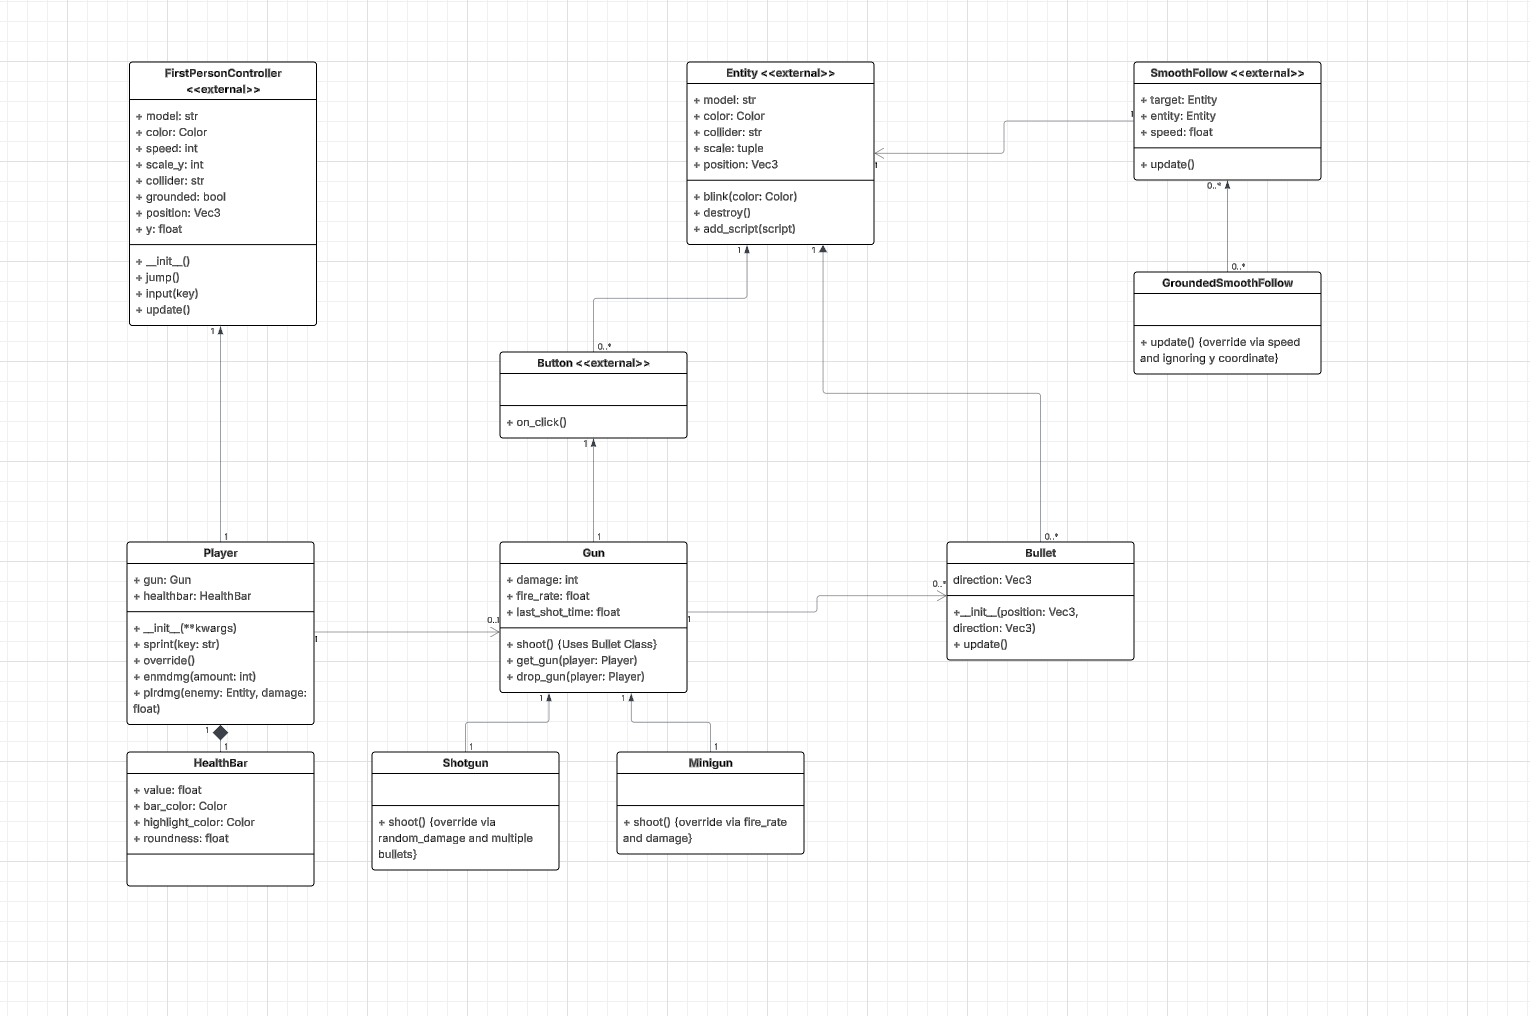 FirstPersonController
<<external>>
+ model: str
+ color: Color
+ speed: int
+ scale_y: int
+ collider: str
+ grounded: bool
+ position: Vec3
+ y: float
+ __init__()
+ jump()
+ input(key)
+ update()
1
Entity <<external>>
+ model: str
+ color: Color
+ collider: str
+ scale: tuple
+ position: Vec3
+ blink(color: Color)
+ destroy()
+ add_script(script)
1
1
1
SmoothFollow <<external>>
+ target: Entity
+ entity: Entity
+ speed: float
+ update()
1
0..*
0..*
GroundedSmoothFollow
+ update() {override via speed
and ignoring y coordinate}
0..*
Button <<external>>
+ on_click()
1
1
Player
+ gun: Gun
+ healthbar: HealthBar
+ __init__(**kwargs)
+ sprint(key: str)
+ override()
+ enmdmg(amount: int)
+ plrdmg(enemy: Entity, damage:
float)
1
0..1
1
Gun
+ damage: int
+ fire_rate: float
+ last_shot_time: float
+ shoot() {Uses Bullet Class}
+ get_gun(player: Player)
+ drop_gun(player: Player)
1
0..*
0..*
Bullet
direction: Vec3
+__init__(position: Vec3,
direction: Vec3)
+ update()
1
1
HealthBar
+ value: float
+ bar_color: Color
+ highlight_color: Color
+ roundness: float
1
1
Shotgun
+ shoot() {override via
random_damage and multiple
bullets}
1
1
Minigun
+ shoot() {override via fire_rate
and damage}